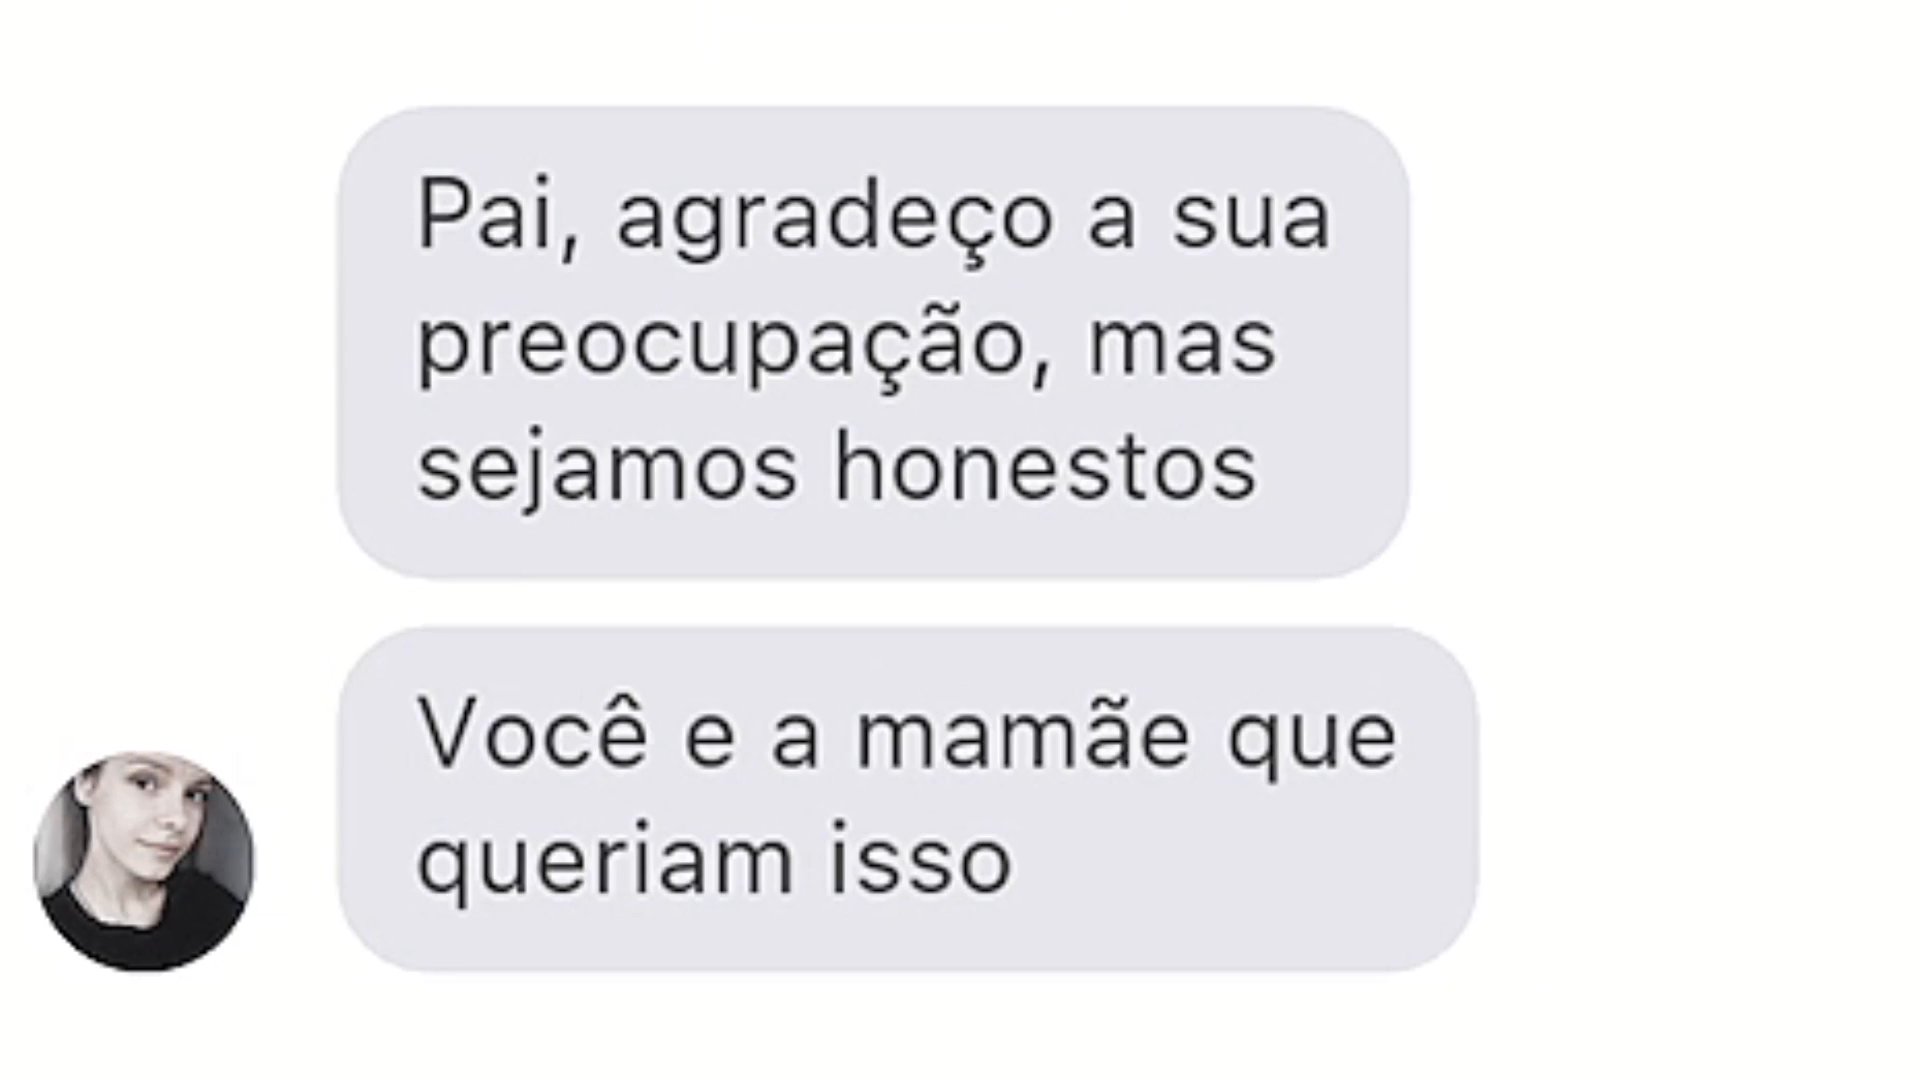 Pai, agradeço a sua
preocupação, mas
sejamos honestos
Você e a mamãe que
queriam isso